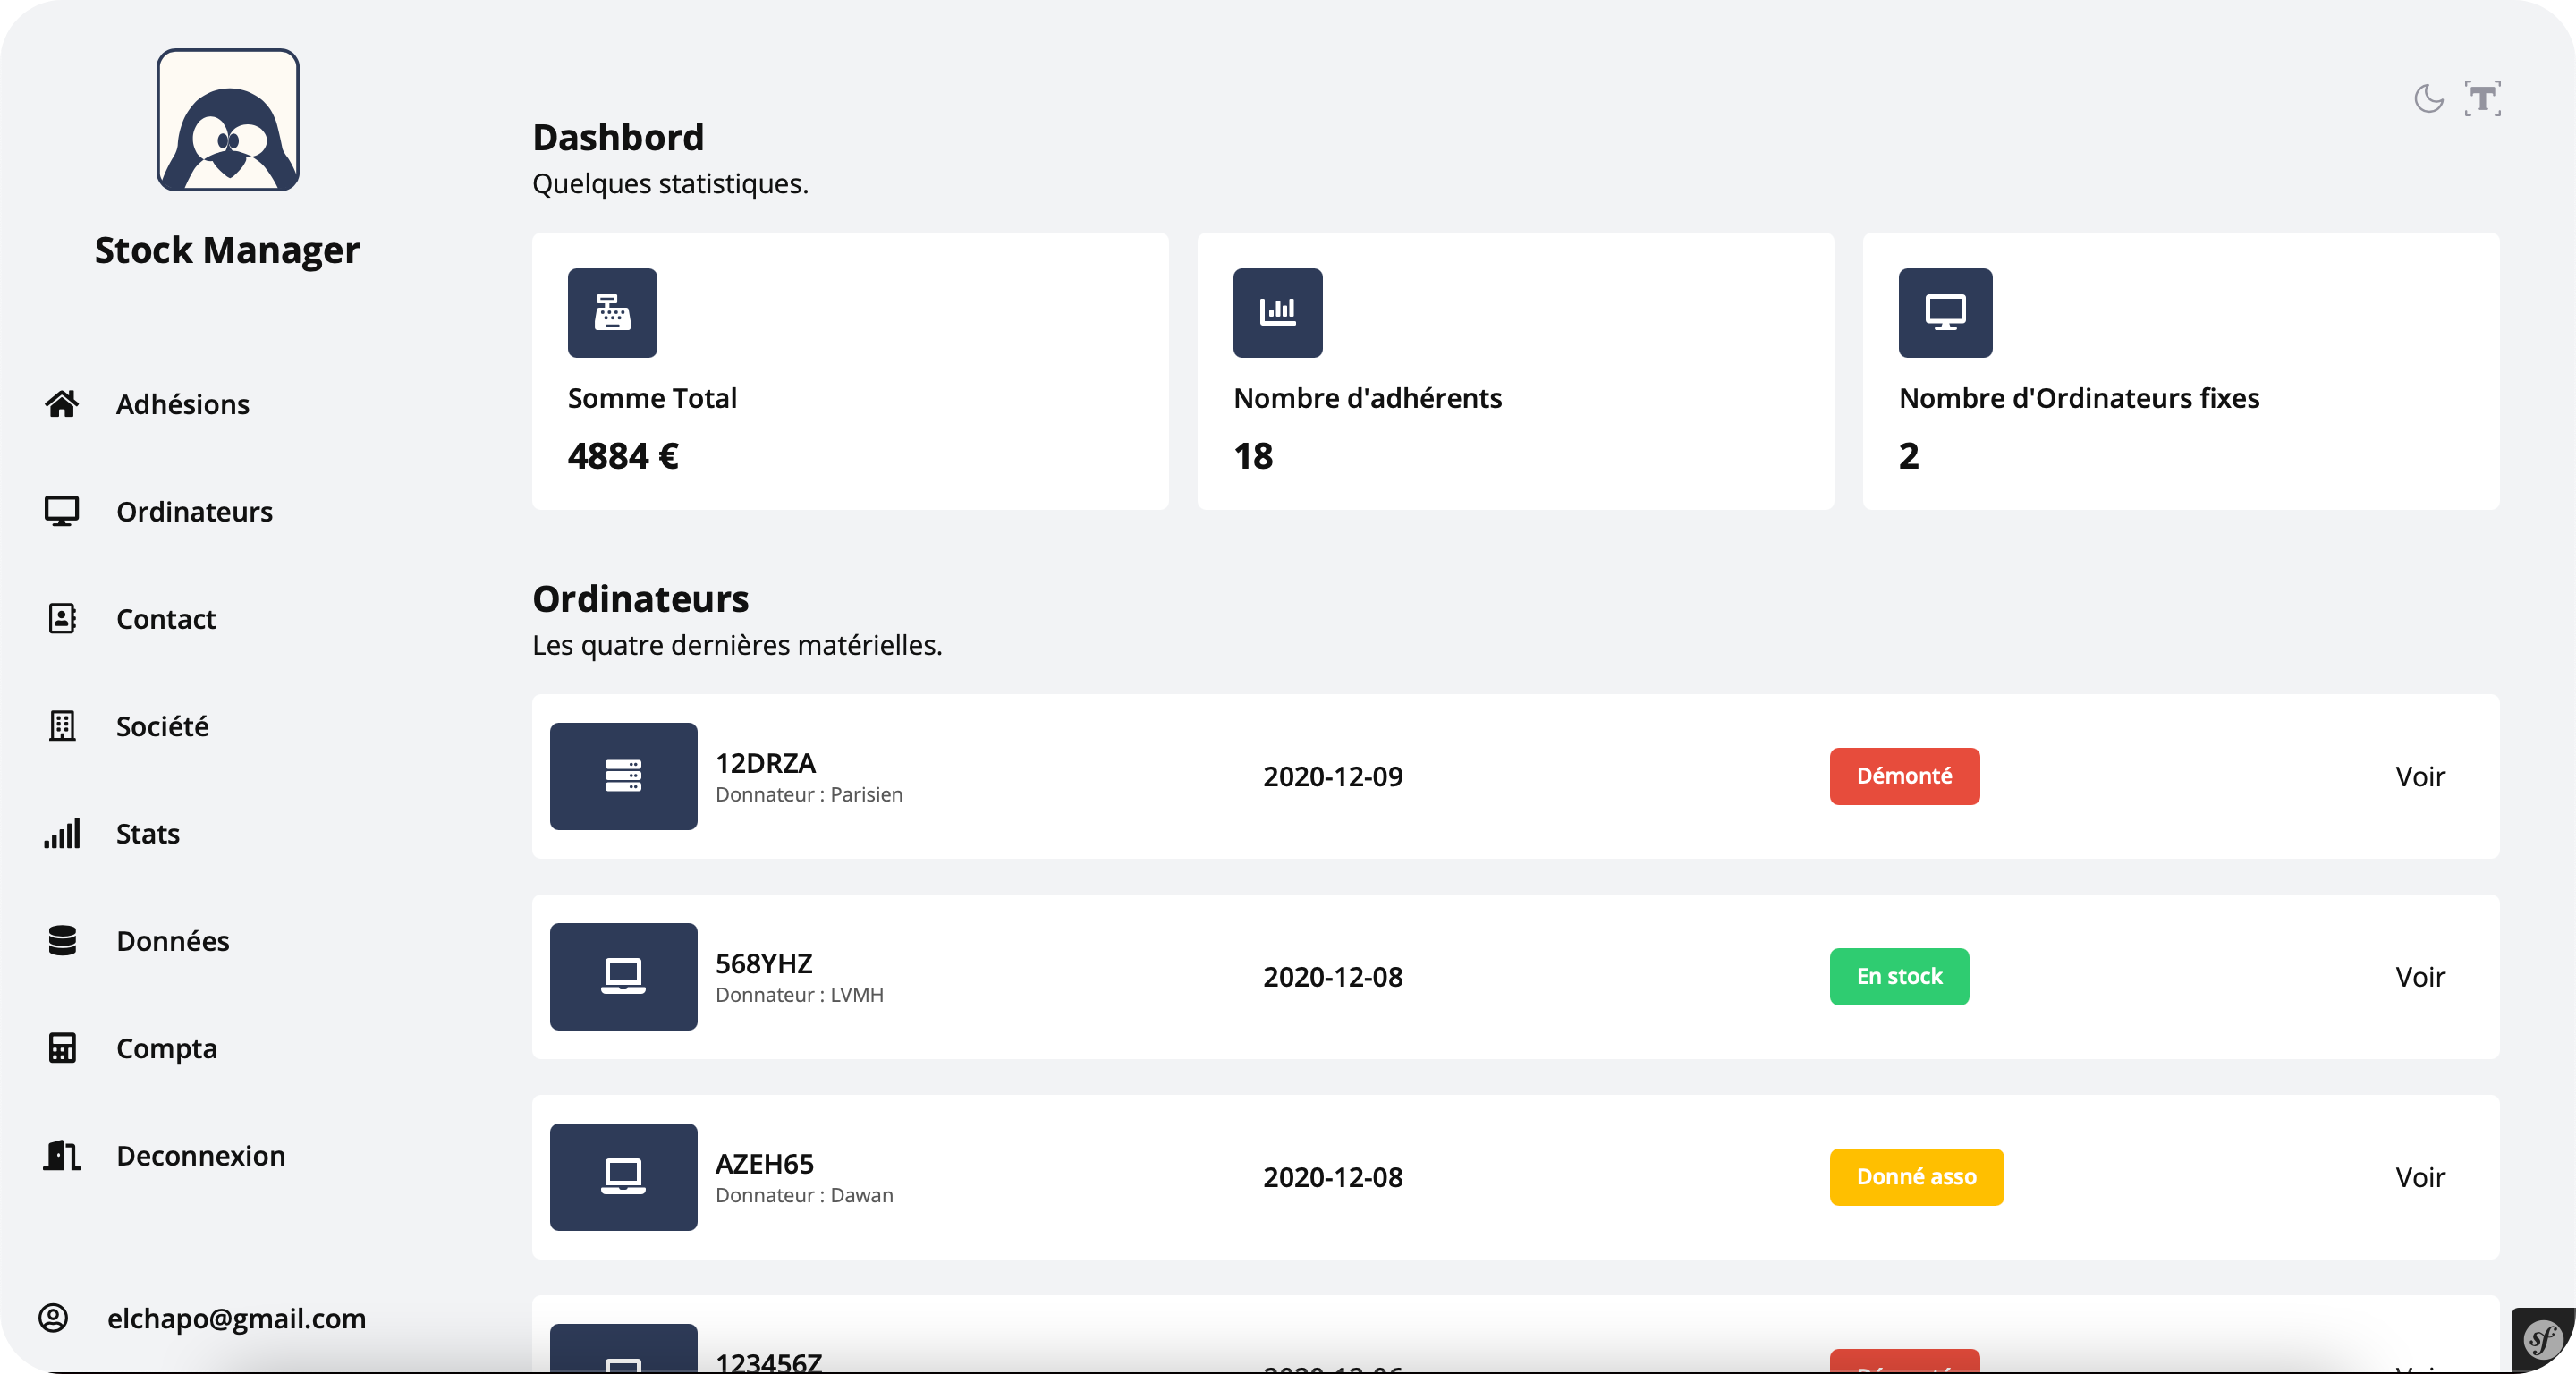 Stock Manager
Adhésions
Ordinateurs
Contact
Société
Stats
Données
Compta
Deconnexion
elchapo@gmail.com
Dashbord
Quelques statistiques.
Somme Total
4884 €
Nombre d'adhérents
18
Nombre d'Ordinateurs fixes
2
Ordinateurs
Les quatre dernières matérielles.
12DRZA
Donnateur : Parisien
2020-12-09
Démonté
Voir
568YHZ
Donnateur : LVMH
2020-12-08
En stock
Voir
AZEH65
Donnateur : Dawan
2020-12-08
Donné asso
Voir
123456Z